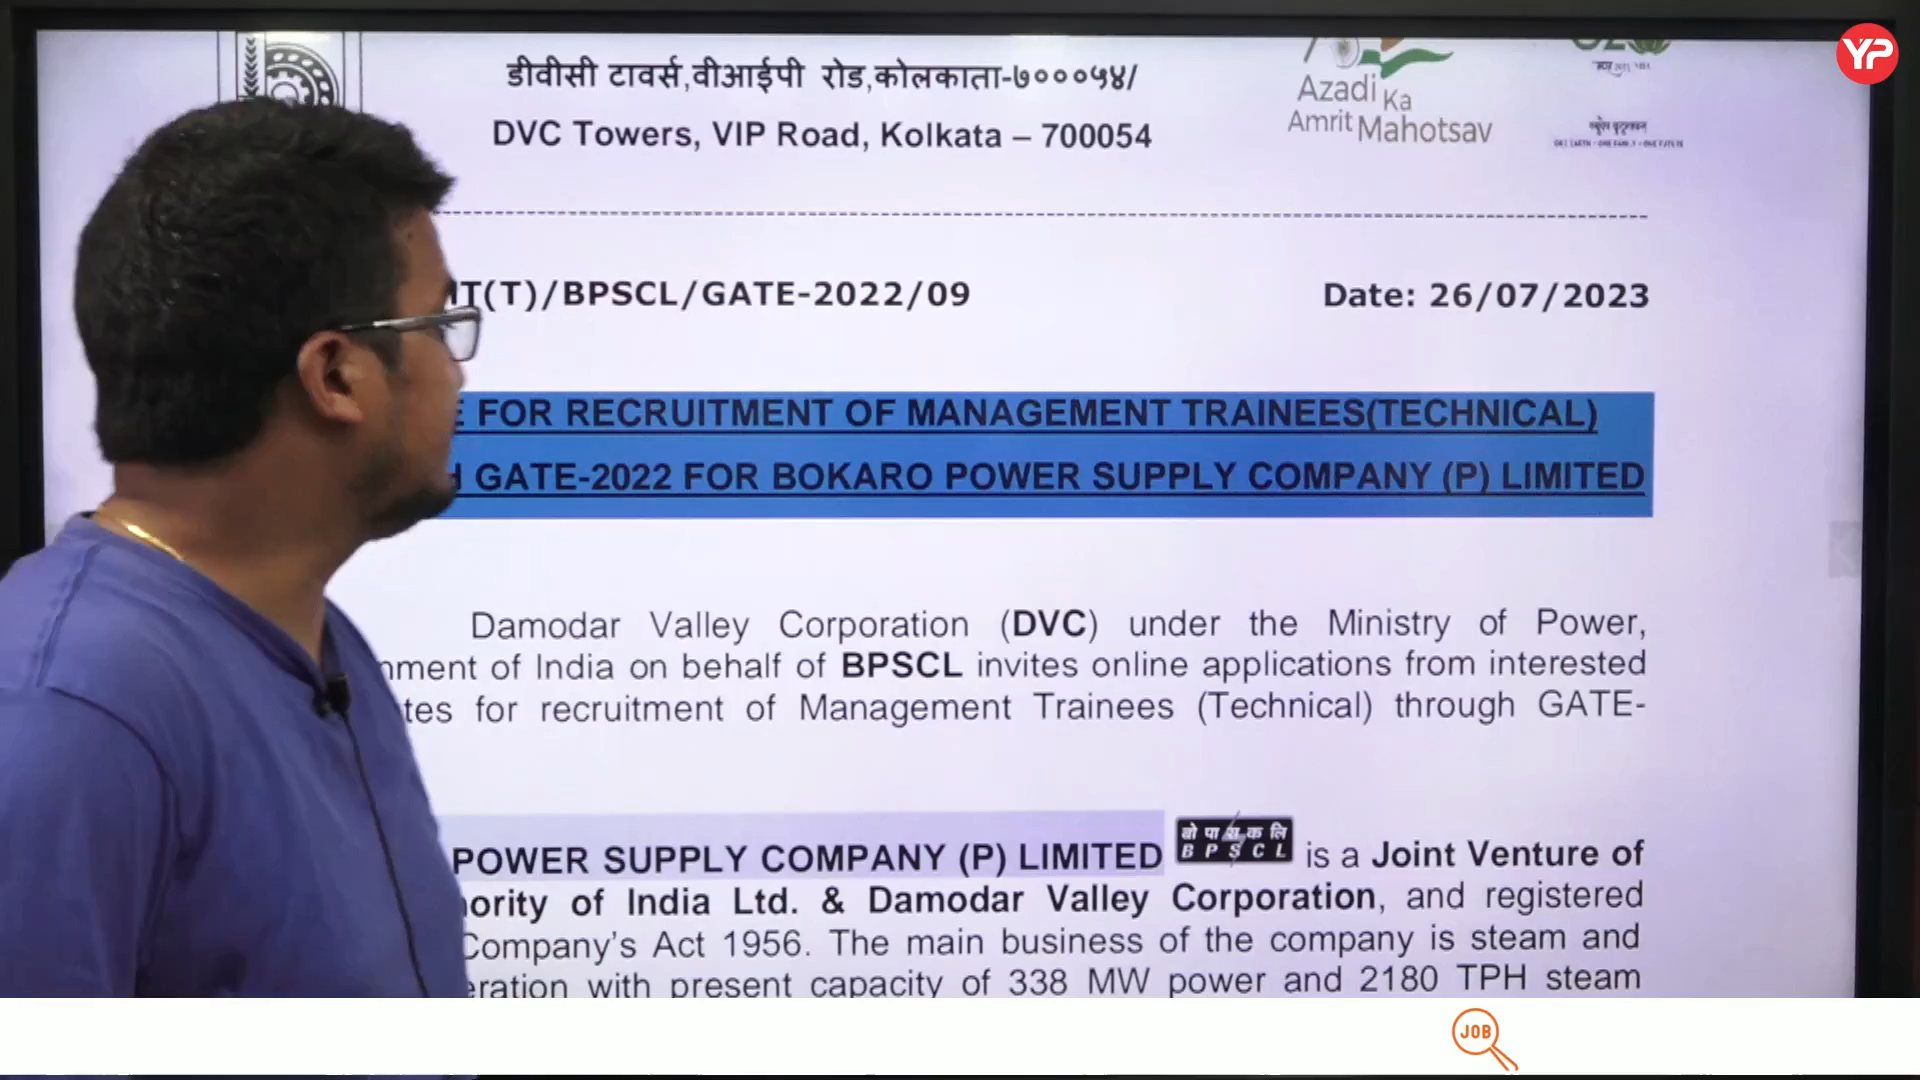 YP
डीवीसी टावर्स,वीआईपी रोड,कोलकाता-७०००५४/
DVC Towers, VIP Road, Kolkata – 700054
Azadi Ka
Amrit Mahotsav
T(T)/BPSCL/GATE-2022/09
Date: 26/07/2023
FOR RECRUITMENT OF MANAGEMENT TRAINEES(TECHNICAL)
GATE-2022 FOR BOKARO POWER SUPPLY COMPANY (P) LIMITED
Damodar Valley Corporation (DVC) under the Ministry of Power,
nment of India on behalf of BPSCL invites online applications from interested
tes for recruitment of Management Trainees (Technical) through GATE-
POWER SUPPLY COMPANY (P) LIMITED बो पा स क लि is a Joint Venture of
B P S C L
ority of India Ltd. & Damodar Valley Corporation, and registered
Company's Act 1956. The main business of the company is steam and
eration with present capacity of 338 MW power and 2180 TPH steam
JOB